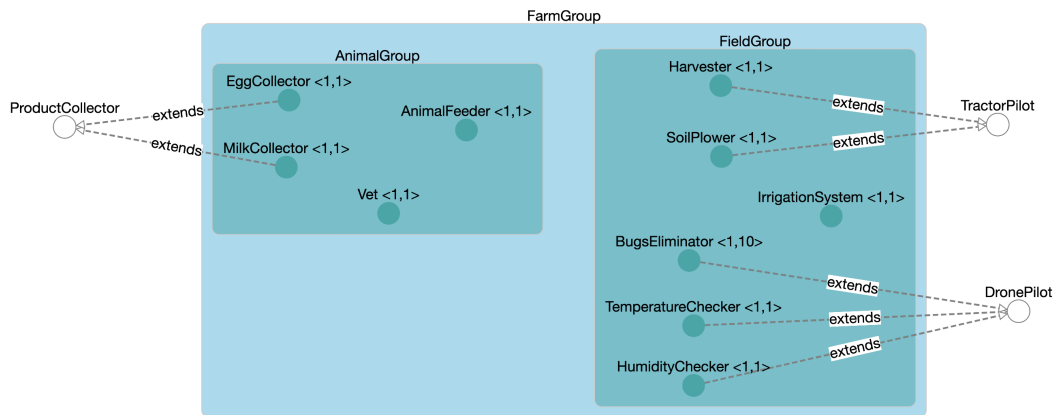 FarmGroup
AnimalGroup
FieldGroup
EggCollector <1,1>
Harvester <1,1>
ProductCollector
extends
AnimalFeeder <1,1>
extends
TractorPilot
MilkCollector <1,1>
extends
SoilPlower <1,1>
extends
Vet <1,1>
IrrigationSystem <1,1>
BugsEliminator <1,10>
extends
DronePilot
TemperatureChecker <1,1>
extends
HumidityChecker <1,1>
extends